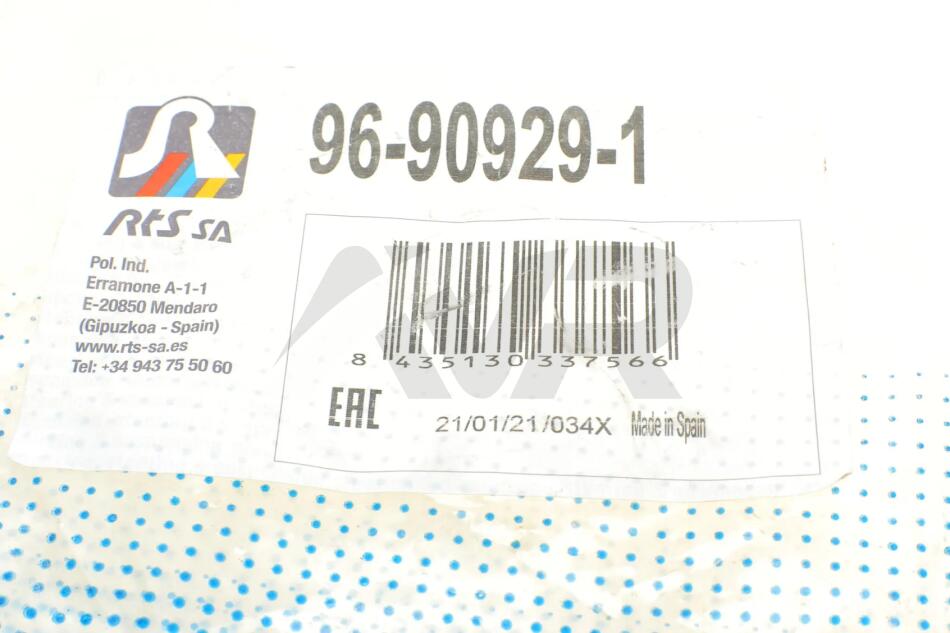 96-90929-1
RtS SA
Pol. Ind.
Erramone A-1-1
E-20850 Mendaro
(Gipuzkoa - Spain)
www.rts-sa.es
Tel: +34 943 75 50 60
8 435130 337566
EAC
21/01/21/034X Made in Spain